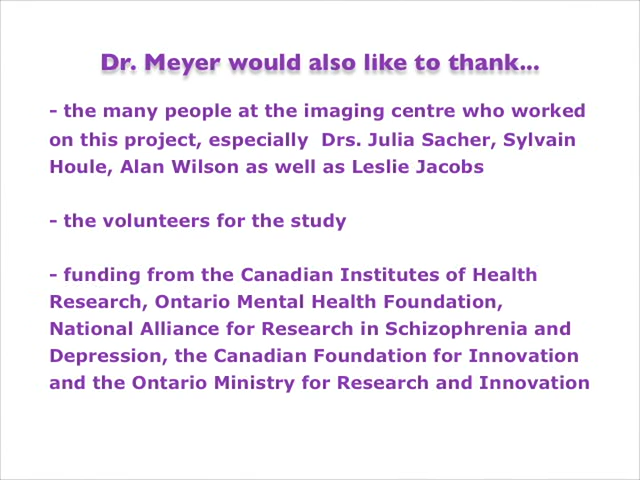 Dr. Meyer would also like to thank...
- the many people at the imaging centre who worked
on this project, especially  Drs. Julia Sacher, Sylvain
Houle, Alan Wilson as well as Leslie Jacobs
- the volunteers for the study
- funding from the Canadian Institutes of Health
Research, Ontario Mental Health Foundation,
National Alliance for Research in Schizophrenia and
Depression, the Canadian Foundation for Innovation
and the Ontario Ministry for Research and Innovation